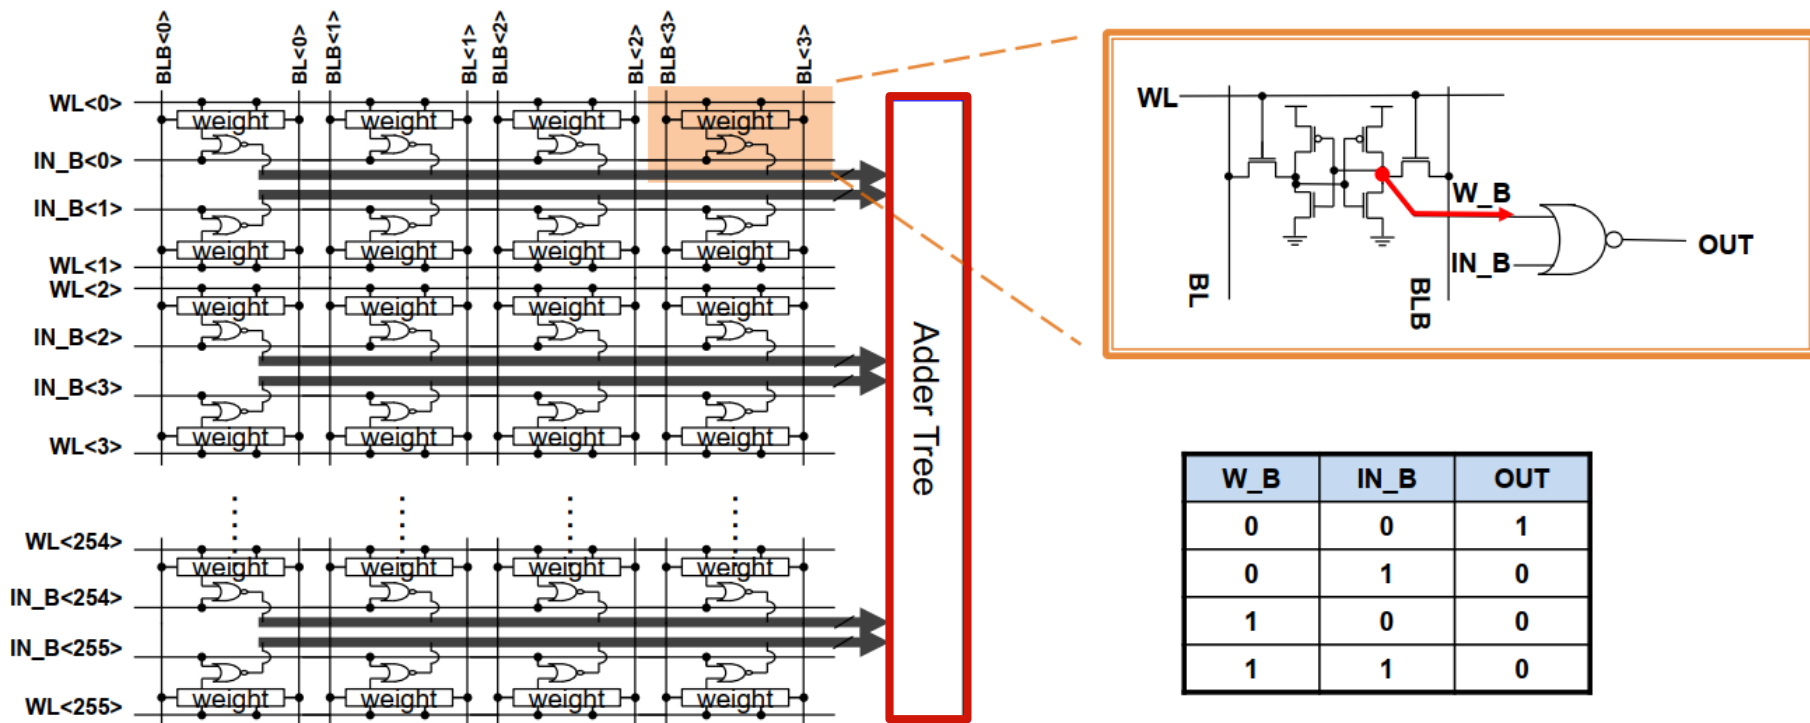 BLB<0>
BL<0>
BLB<1>
BL<1>
BLB<2>
BL<2>
BLB<3>
BL<3>
WL<0>
weight weight weight weight
IN_B<0>
IN_B<1>
weight weight weight weight
WL<1>
WL<2>
weight weight weight weight
IN_B<2>
IN_B<3>
weight weight weight weight
WL<3>
WL<254>
weight weight weight weight
IN_B<254>
IN_B<255>
weight weight weight weight
WL<255>
Adder Tree
WL
W_B
IN_B
OUT
BL
BLB
W_B IN_B OUT
0 0 1
0 1 0
1 0 0
1 1 0